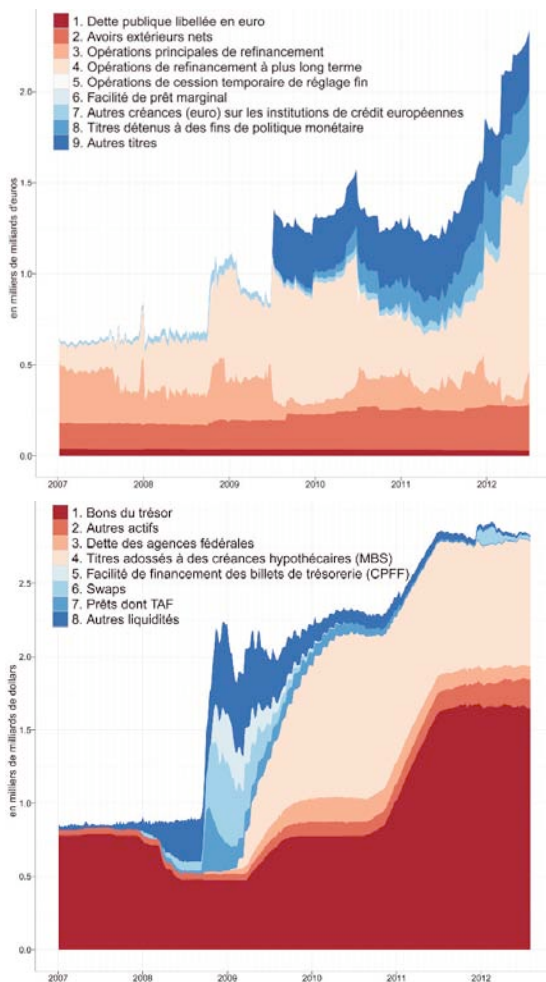 1. Dette publique libellée en euro
2. Avoirs extérieurs nets
3. Opérations principales de refinancement
4. Opérations de refinancement à plus long terme
5. Opérations de cession temporaire de réglage fin
6. Facilité de prêt marginal
7. Autres créances (euro) sur les institutions de crédit européennes
8. Titres détenus à des fins de politique monétaire
9. Autres titres
en milliers de milliards d'euros
2.0
1.5
1.0
0.5
0.0
2007 2008 2009 2010 2011 2012
1. Bons du trésor
2. Autres actifs
3. Dette des agences fédérales
4. Titres adossés à des créances hypothécaires (MBS)
5. Facilité de financement des billets de trésorerie (CPFF)
6. Swaps
7. Prêts dont TAF
8. Autres liquidités
en milliers de milliards de dollars
2.5
2.0
1.5
1.0
0.5
0.0
2007 2008 2009 2010 2011 2012